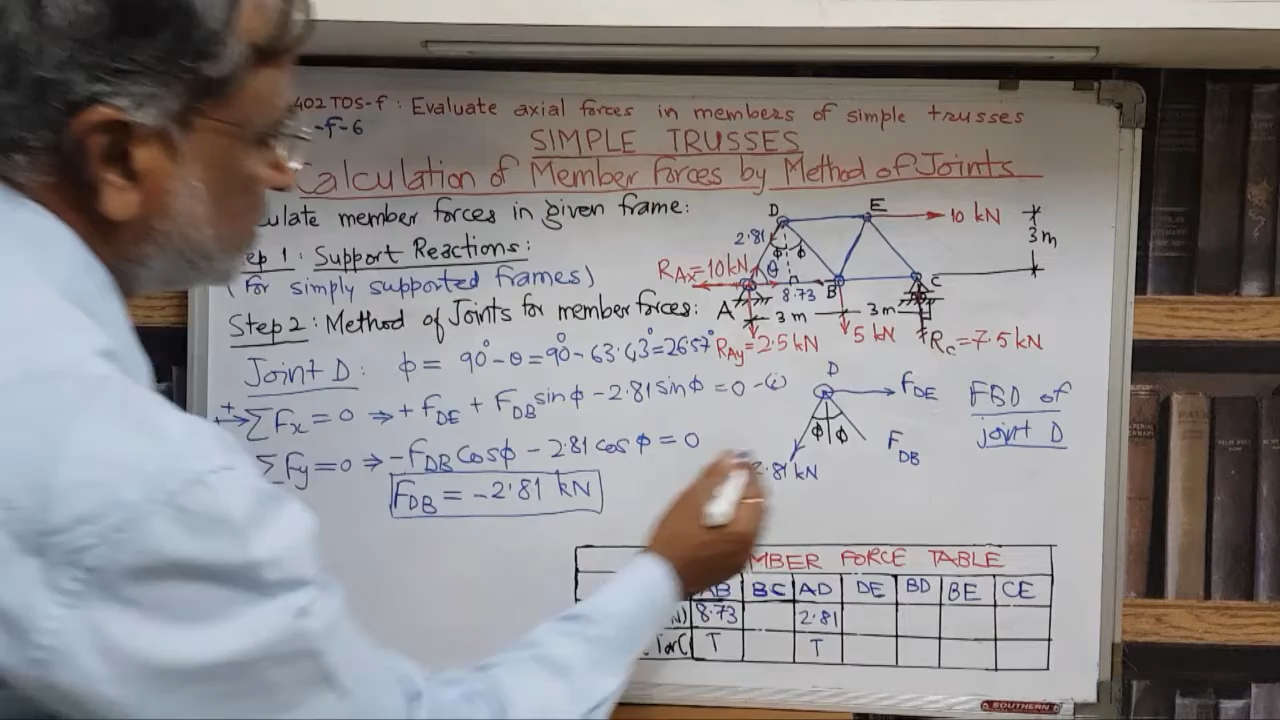 402 TOS-f : Evaluate axial forces in members of simple trusses
-f-6
SIMPLE TRUSSES
Calculation of Member Forces by Method of Joints
ulate member forces in given frame:
ep 1 : Support Reactions:
(For simply supported frames)
Step 2 : Method of Joints for member forces:
D
E
10 kN
3 m
2.81
φ φ
θ
RAx=10kN
8.73
B
C
A
3 m
3 m
RAy=2.5 kN
5 kN
Rc=7.5 kN
Joint D : φ = 90° - θ = 90° - 63.43° = 26.57°
+ ΣFx = 0 ⇒ + FDE + FDB sinφ - 2.81 sinφ = 0 - (i)
ΣFy = 0 ⇒ - FDB cosφ - 2.81 cos φ = 0
FDB = -2.81 kN
D
FDE
φ φ
FDB
2.81 kN
FBD of
joint D
MBER FORCE TABLE
AB BC AD DE BD BE CE
N) 8.73 2.81
TorC T T
SOUTHERN